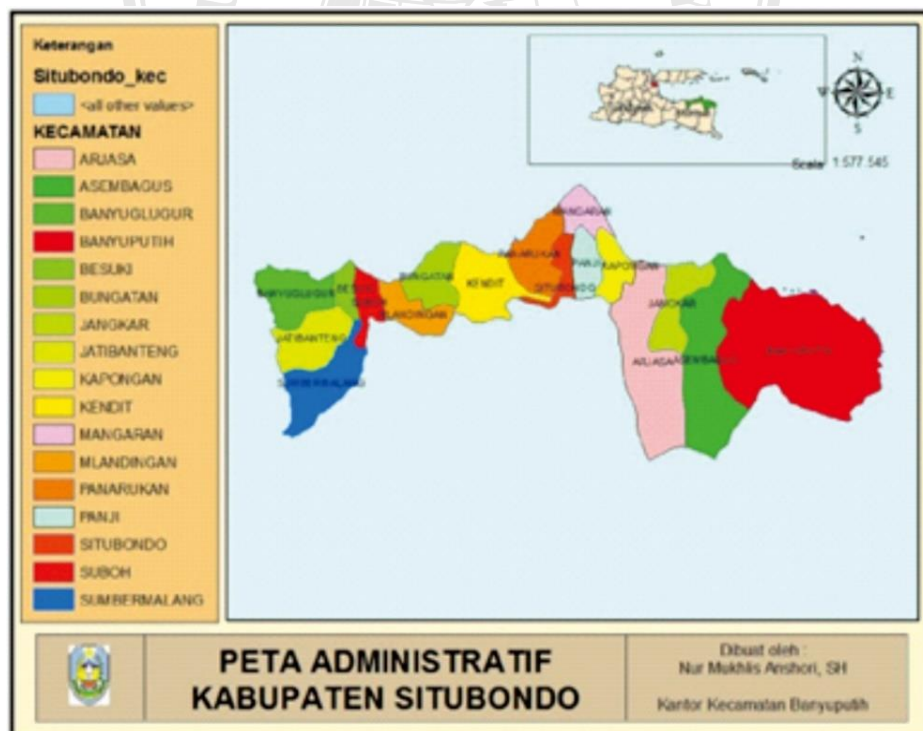 Keterangan
Situbondo_kec
<all other values>
KECAMATAN
ARJASA
ASEMBAGUS
BANYUGLUGUR
BANYUPUTIH
BESUKI
BUNGATAN
JANGKAR
JATIBANTENG
KAPONGAN
KENDIT
MANGARAN
MLANDINGAN
PANARUKAN
PANJI
SITUBONDO
SUBOH
SUMBERMALANG
N
W
E
S
Scala 1:577.545
MANGARAN
PANARUKAN
PANJI
KAPONGAN
BUNGATAN
KENDIT
SITUBONDO
BANYUGLUGUR
BESUKI
SUBOH
MLANDINGAN
JANGKAR
JATIBANTENG
ARJASA
ASEMBAGUS
SUMBERMALANG
PETA ADMINISTRATIF
KABUPATEN SITUBONDO
Dibuat oleh :
Nur Mukhlis Anshori, SH
Kantor Kecamatan Banyuputih